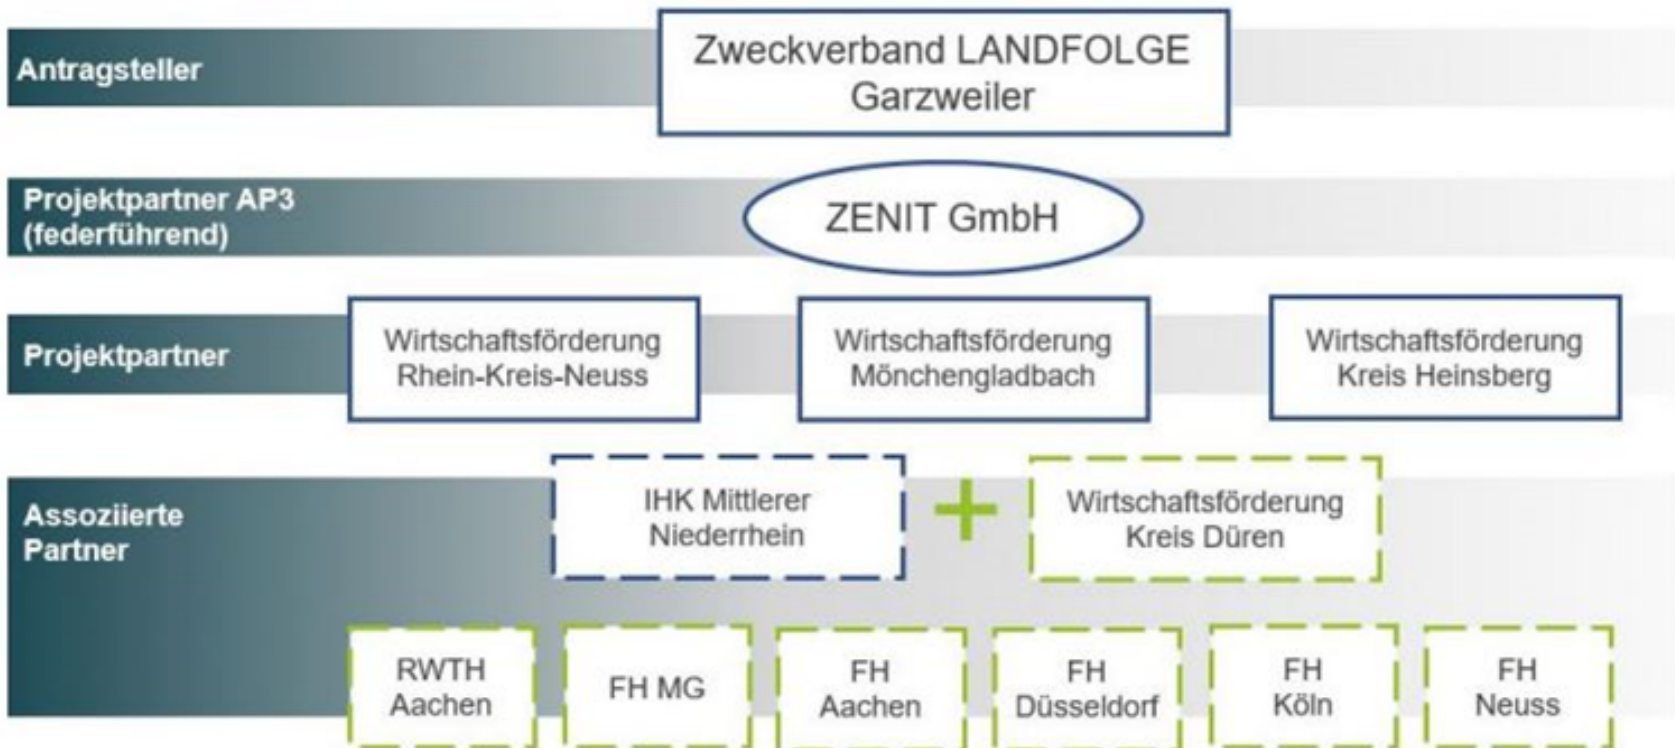 Antragsteller
Zweckverband LANDFOLGE
Garzweiler
Projektpartner AP3
(federführend)
ZENIT GmbH
Projektpartner
Wirtschaftsförderung
Rhein-Kreis-Neuss
Wirtschaftsförderung
Mönchengladbach
Wirtschaftsförderung
Kreis Heinsberg
Assoziierte
Partner
IHK Mittlerer
Niederrhein
+
Wirtschaftsförderung
Kreis Düren
RWTH
Aachen
FH MG
FH
Aachen
FH
Düsseldorf
FH
Köln
FH
Neuss